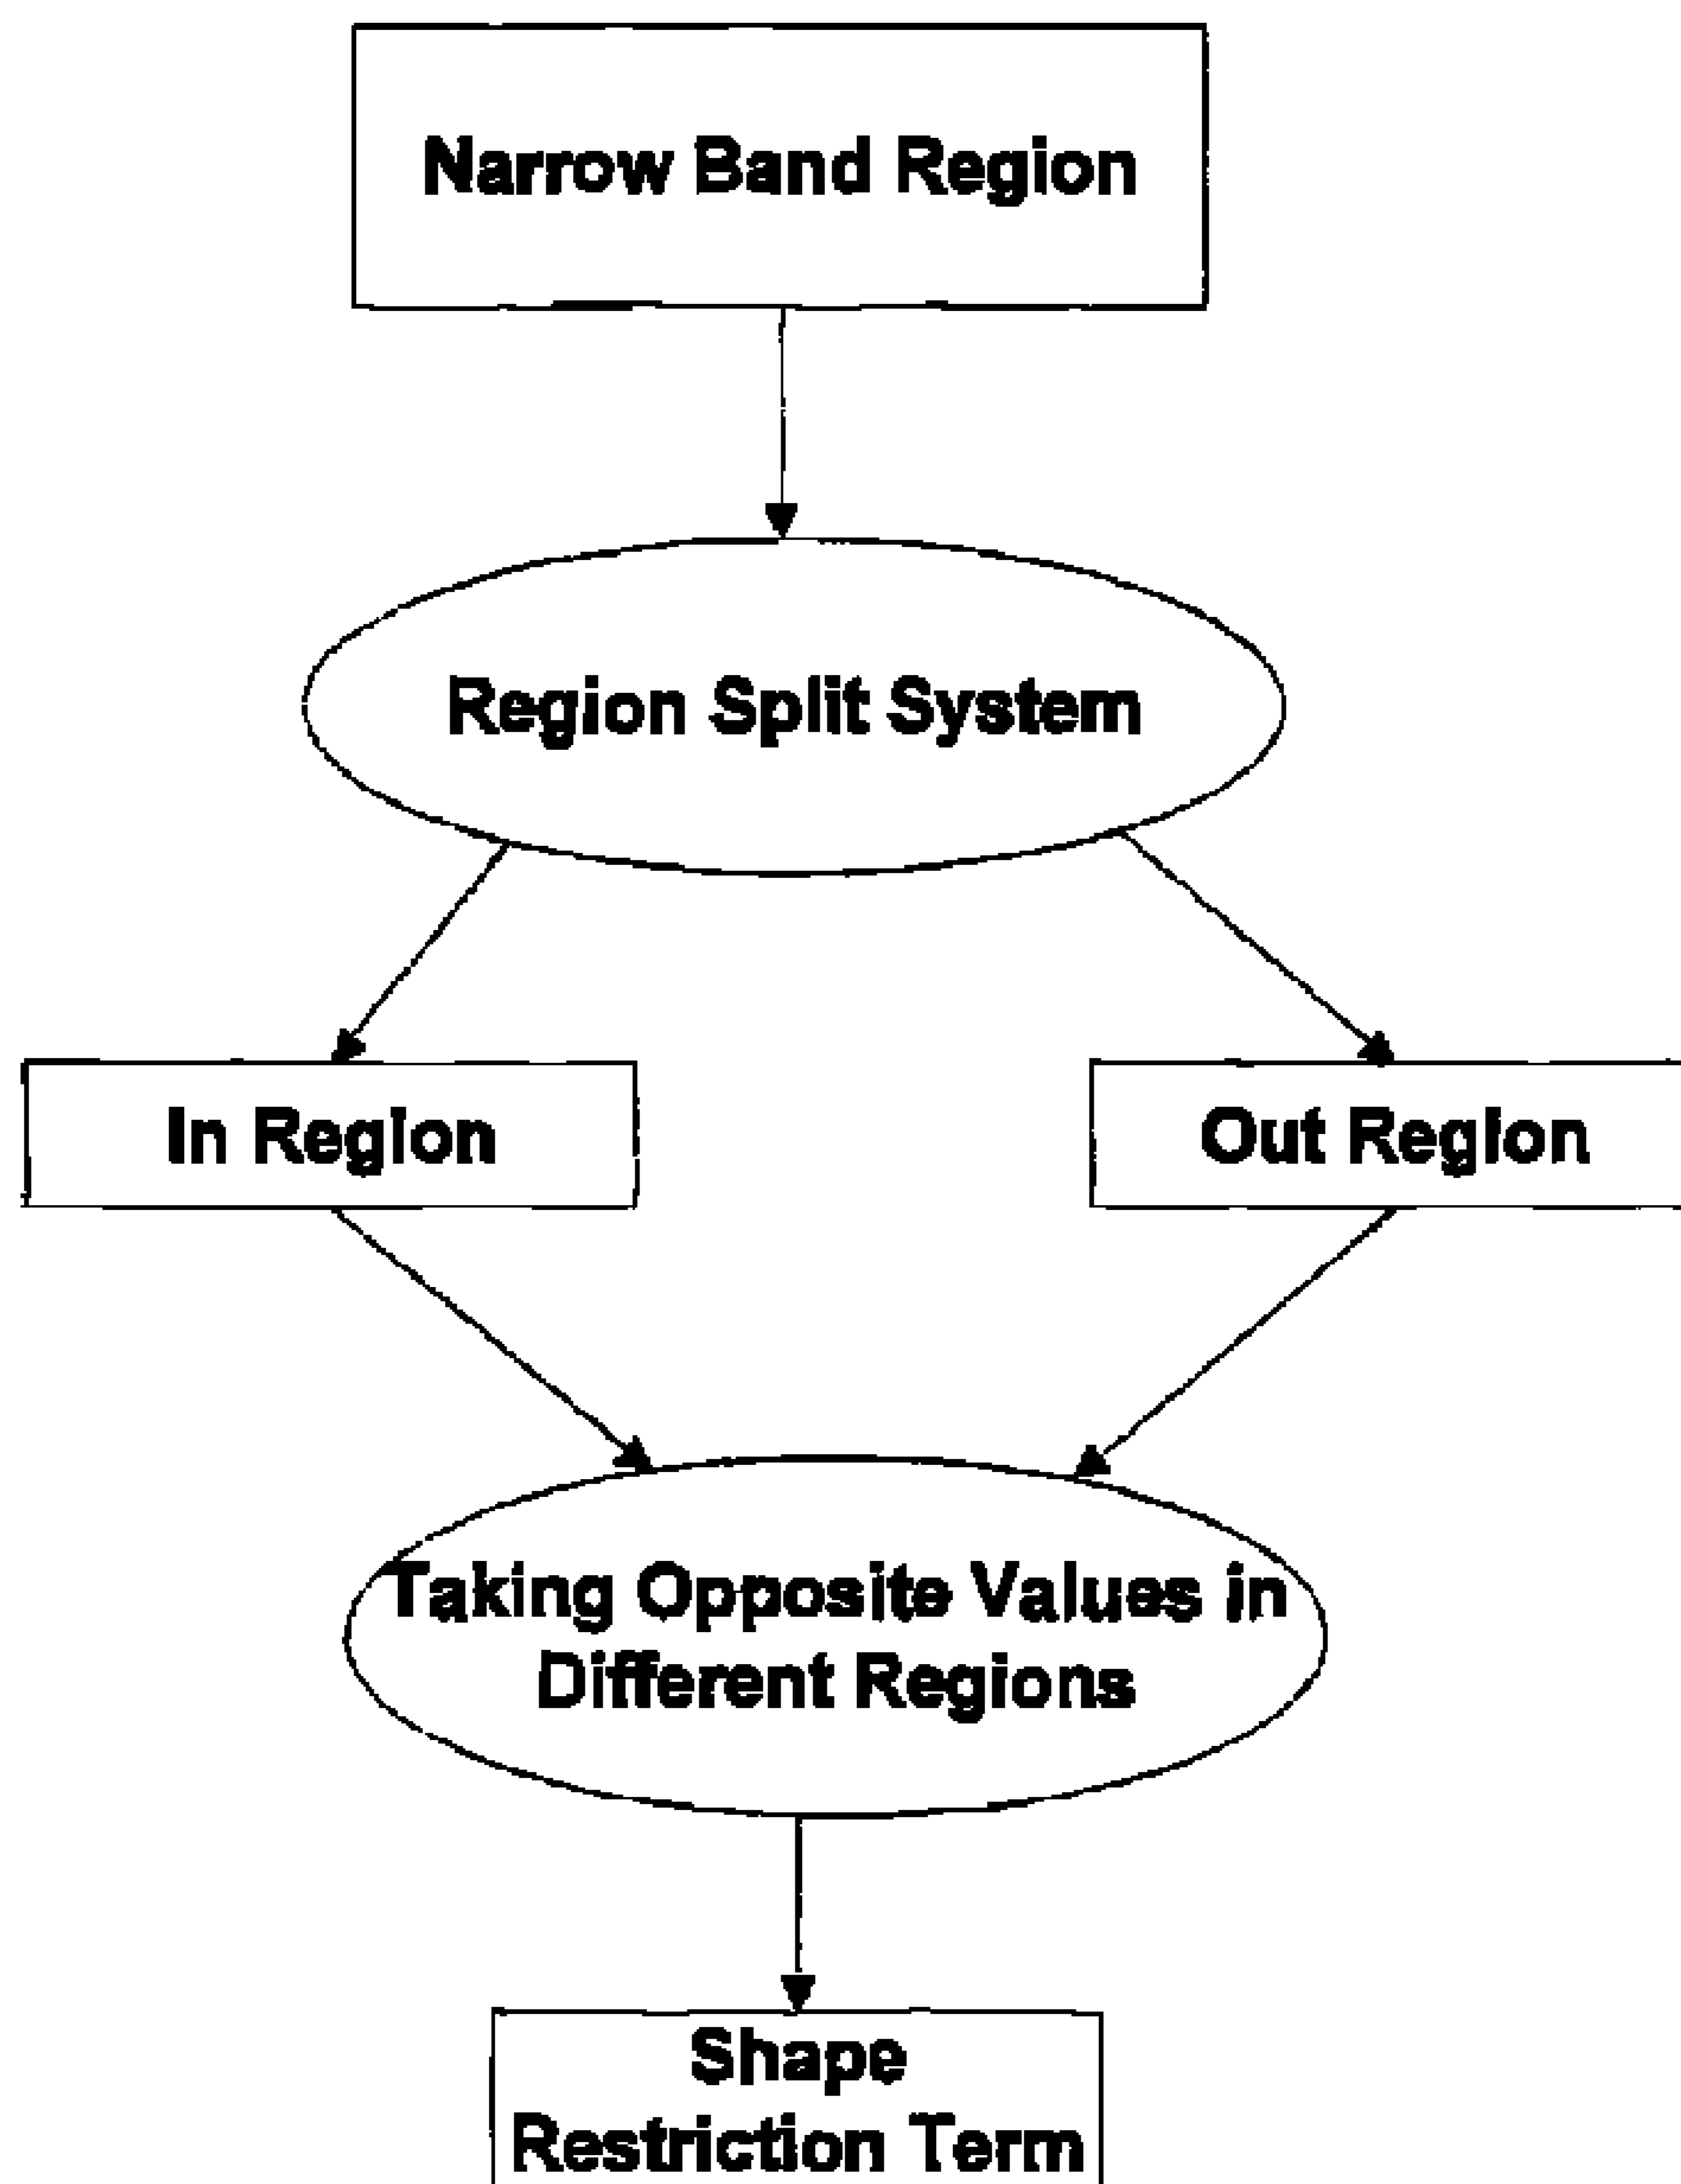 Narrow Band Region
Region Split System
In Region
Out Region
Taking Opposite Values in
Different Regions
Shape
Restriction Term